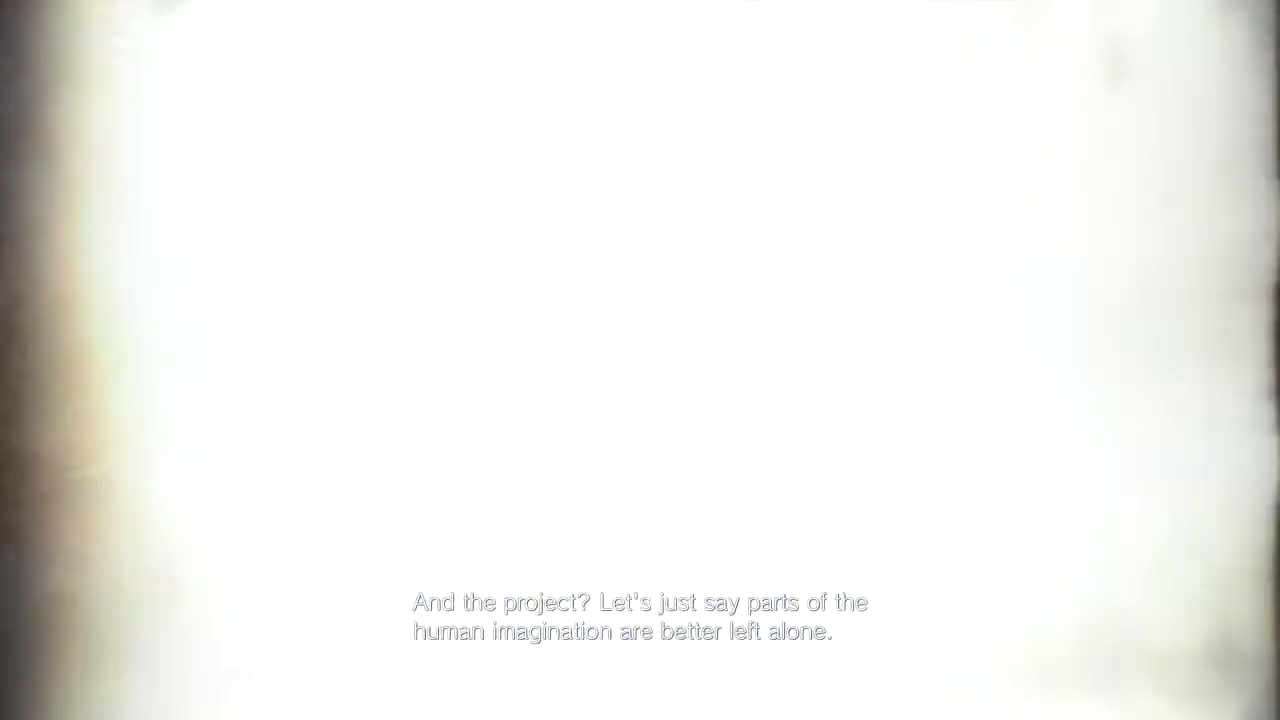 And the project? Let's just say parts of the
human imagination are better left alone.